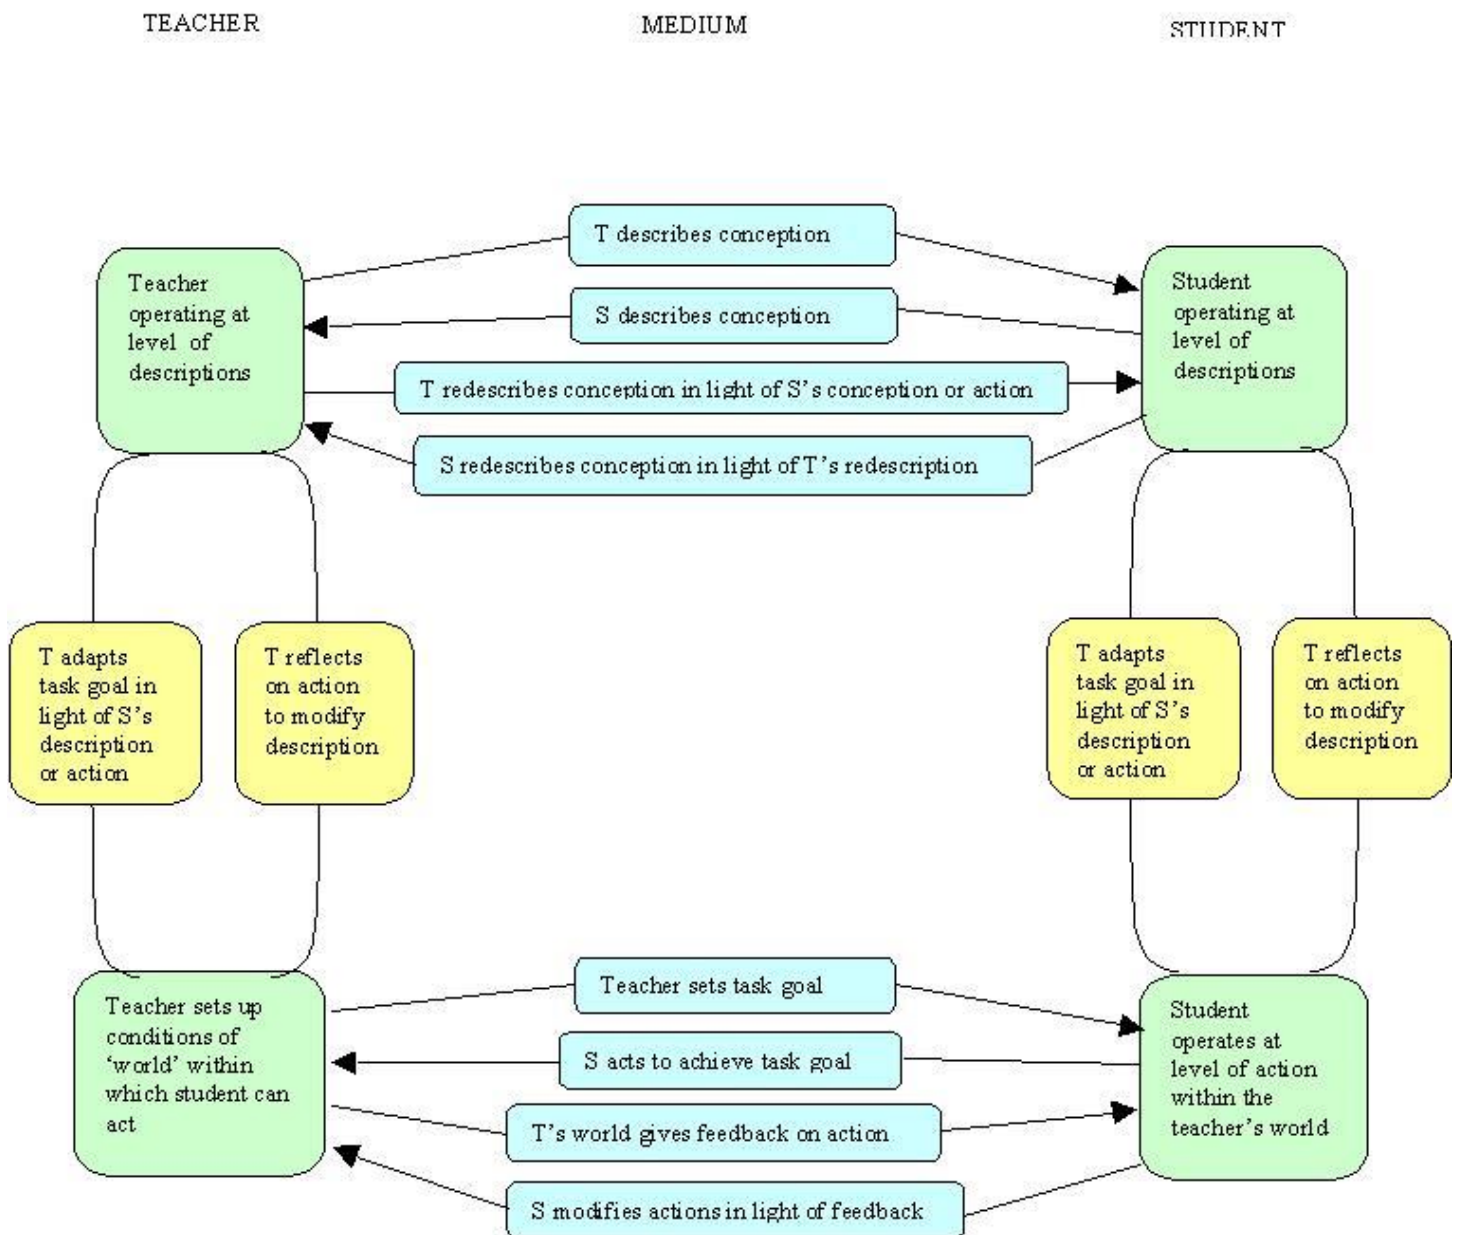 TEACHER
MEDIUM
STUDENT
T describes conception
Teacher
operating at
level of
descriptions
S describes conception
Student
operating at
level of
descriptions
T redescribes conception in light of S's conception or action
S redescribes conception in light of T's redescription
T adapts
task goal in
light of S's
description
or action
T reflects
on action
to modify
description
T adapts
task goal in
light of S's
description
or action
T reflects
on action
to modify
description
Teacher sets task goal
Teacher sets up
conditions of
‘world’ within
which student can
act
S acts to achieve task goal
Student
operates at
level of action
within the
teacher's world
T's world gives feedback on action
S modifies actions in light of feedback